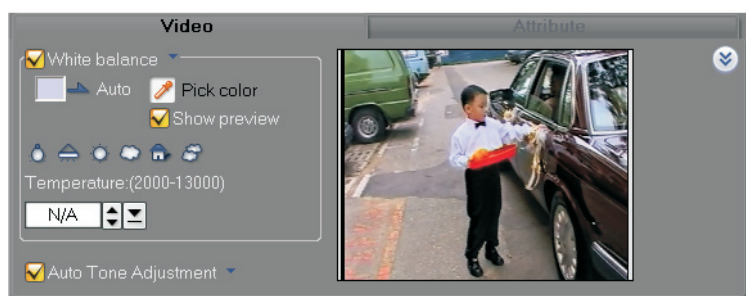 Video
Attribute
White balance
Auto
Pick color
Show preview
Temperature:(2000-13000)
N/A
Auto Tone Adjustment